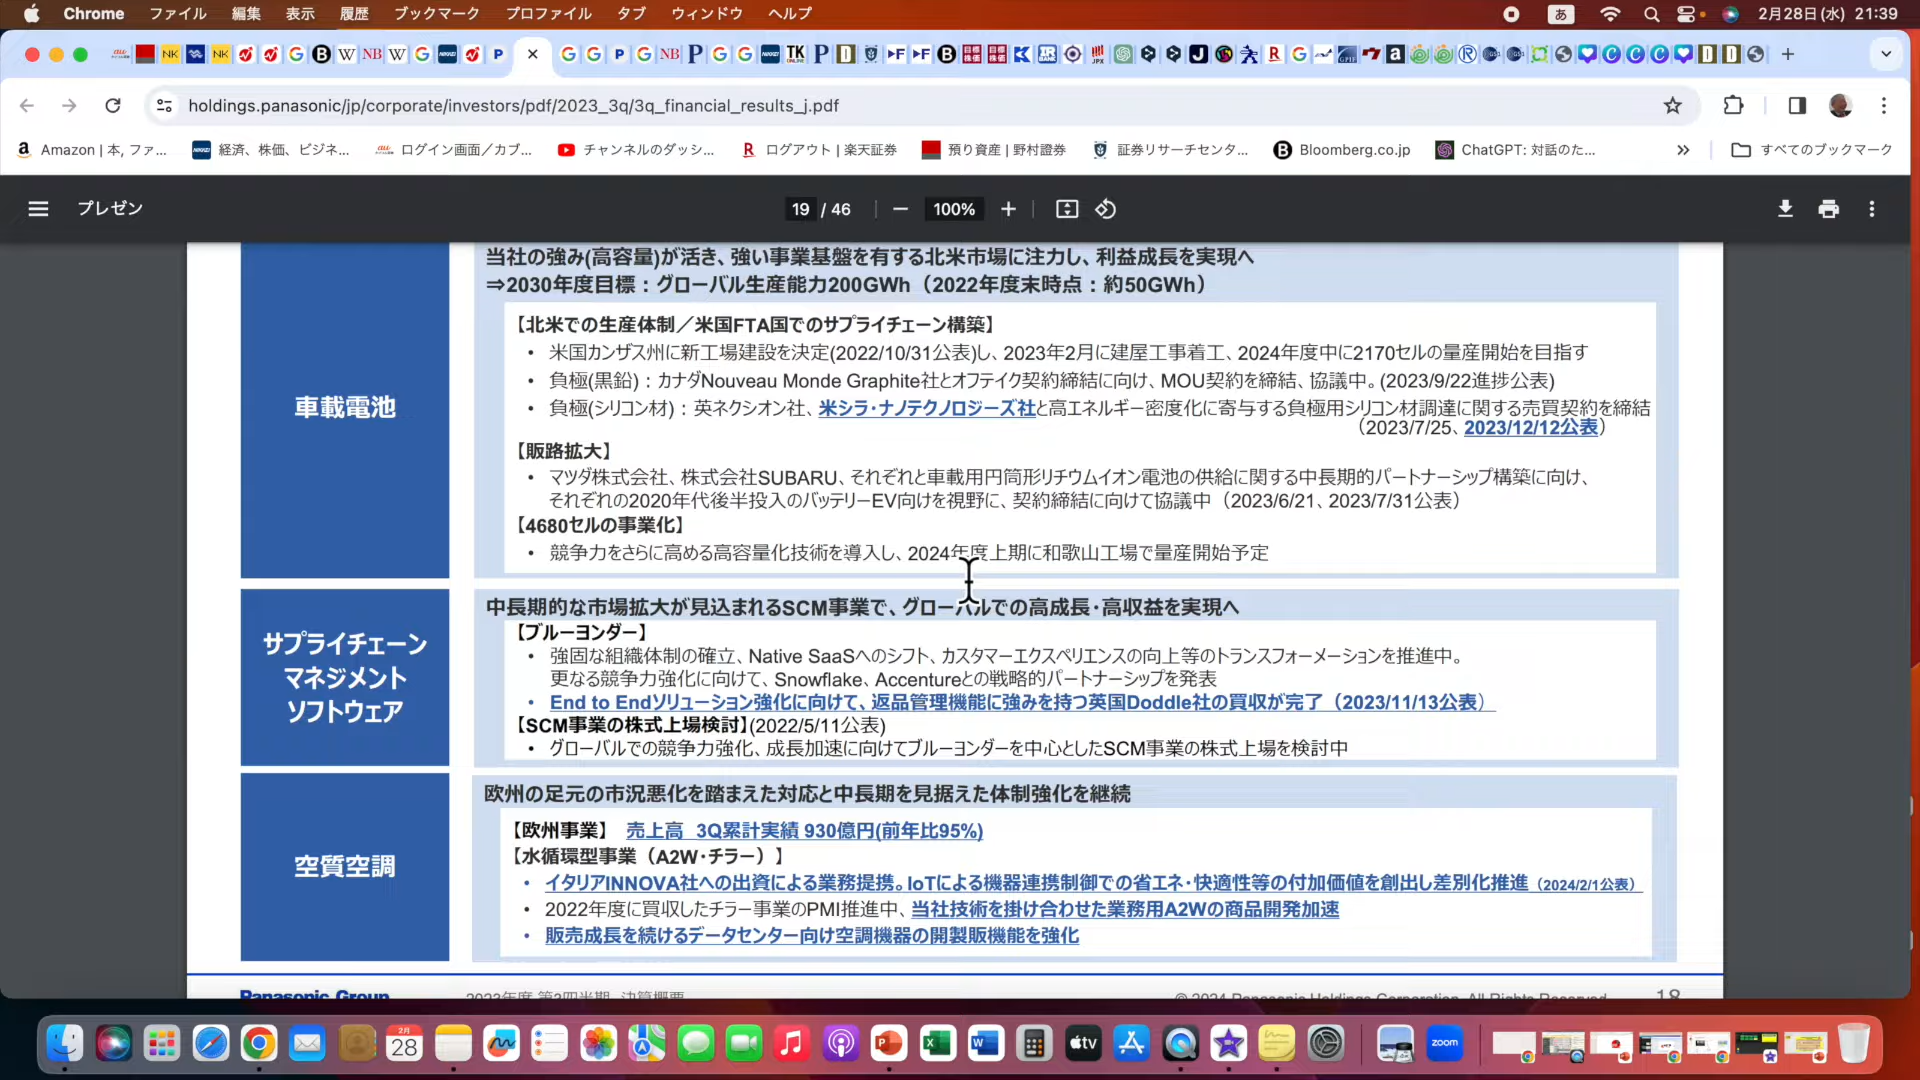 Chrome ファイル 編集 表示 履歴 ブックマーク プロファイル タブ ウィンドウ ヘルプ あ 2月28日(水) 21:39
holdings.panasonic/jp/corporate/investors/pdf/2023_3q/3q_financial_results_j.pdf
Amazon | 本, ファ... 経済、株価、ビジネ... ログイン画面／カブ... チャンネルのダッシ... ログアウト | 楽天証券 預り資産 | 野村證券 証券リサーチセンタ... Bloomberg.co.jp ChatGPT: 対話のた... すべてのブックマーク
プレゼン 19 / 46 100%
車載電池
当社の強み(高容量)が活き、強い事業基盤を有する北米市場に注力し、利益成長を実現へ
⇒2030年度目標：グローバル生産能力200GWh（2022年度末時点：約50GWh）
【北米での生産体制／米国FTA国でのサプライチェーン構築】
• 米国カンザス州に新工場建設を決定(2022/10/31公表)し、2023年2月に建屋工事着工、2024年度中に2170セルの量産開始を目指す
• 負極(黒鉛)：カナダNouveau Monde Graphite社とオフテイク契約締結に向け、MOU契約を締結、協議中。(2023/9/22進捗公表)
• 負極(シリコン材)：英ネクシオン社、米シラ・ナノテクノロジーズ社と高エネルギー密度化に寄与する負極用シリコン材調達に関する売買契約を締結
（2023/7/25、2023/12/12公表）
【販路拡大】
• マツダ株式会社、株式会社SUBARU、それぞれと車載用円筒形リチウムイオン電池の供給に関する中長期的パートナーシップ構築に向け、
それぞれの2020年代後半投入のバッテリーEV向けを視野に、契約締結に向けて協議中（2023/6/21、2023/7/31公表）
【4680セルの事業化】
• 競争力をさらに高める高容量化技術を導入し、2024年度上期に和歌山工場で量産開始予定
サプライチェーン
マネジメント
ソフトウェア
中長期的な市場拡大が見込まれるSCM事業で、グローバルでの高成長・高収益を実現へ
【ブルーヨンダー】
• 強固な組織体制の確立、Native SaaSへのシフト、カスタマーエクスペリエンスの向上等のトランスフォーメーションを推進中。
更なる競争力強化に向けて、Snowflake、Accentureとの戦略的パートナーシップを発表
• End to Endソリューション強化に向けて、返品管理機能に強みを持つ英国Doddle社の買収が完了（2023/11/13公表）
【SCM事業の株式上場検討】(2022/5/11公表)
• グローバルでの競争力強化、成長加速に向けてブルーヨンダーを中心としたSCM事業の株式上場を検討中
空質空調
欧州の足元の市況悪化を踏まえた対応と中長期を見据えた体制強化を継続
【欧州事業】 売上高 3Q累計実績 930億円(前年比95%)
【水循環型事業（A2W・チラー）】
• イタリアINNOVA社への出資による業務提携。IoTによる機器連携制御での省エネ・快適性等の付加価値を創出し差別化推進（2024/2/1公表）
• 2022年度に買収したチラー事業のPMI推進中、当社技術を掛け合わせた業務用A2Wの商品開発加速
• 販売成長を続けるデータセンター向け空調機器の開製販機能を強化
Panasonic Group 2023年度 第3四半期 決算概要 © 2024 Panasonic Holdings Corporation. All Rights Reserved. 18
2月
28
tv
zoom